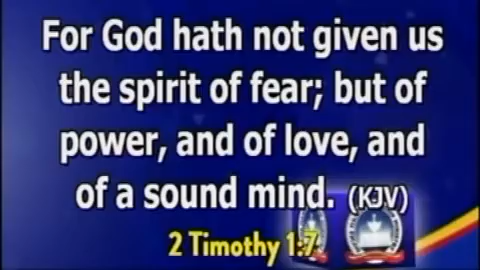 For God hath not given us
the spirit of fear; but of
power, and of love, and
of a sound mind. (KJV)
2 Timothy 1:7